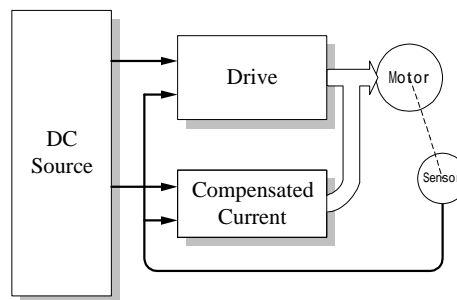 DC
Source
Drive
Compensated
Current
Motor
Sensor